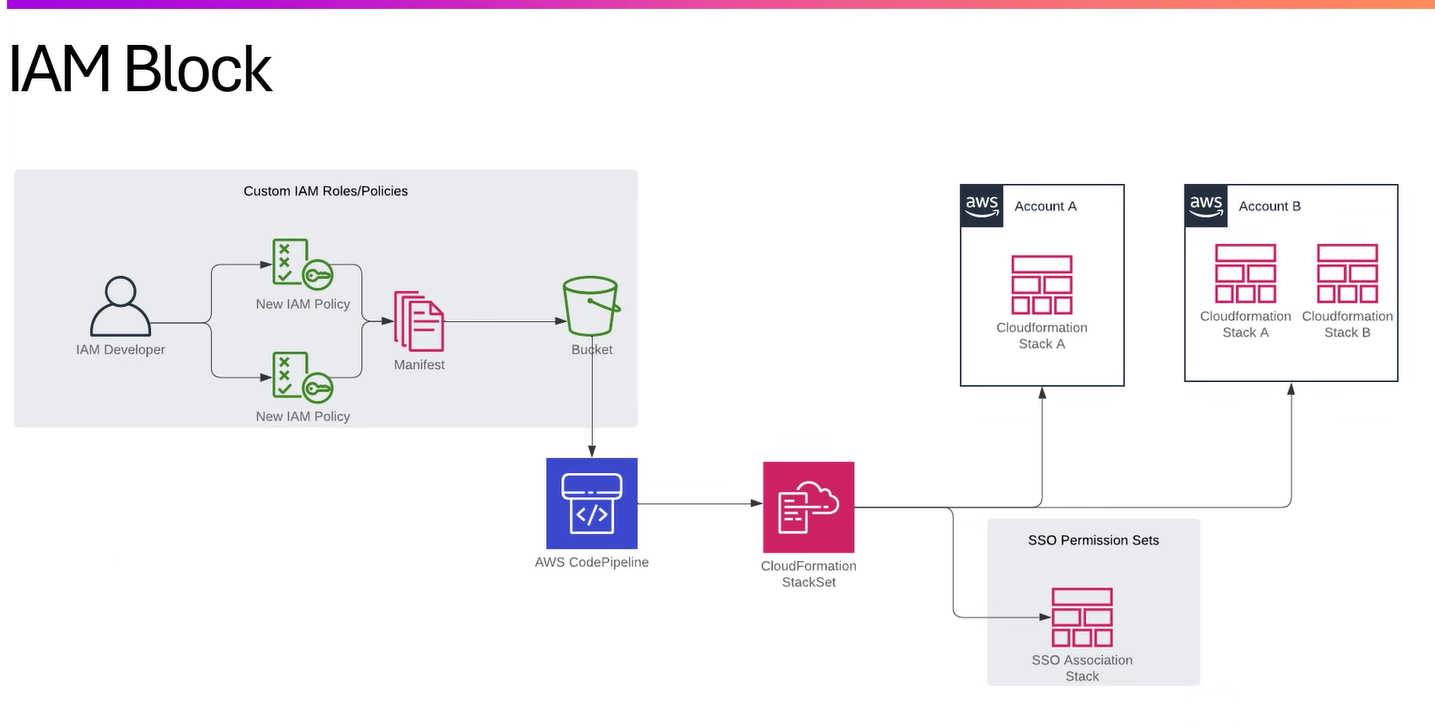 IAM Block
Custom IAM Roles/Policies
IAM Developer
New IAM Policy
New IAM Policy
Manifest
Bucket
AWS CodePipeline
CloudFormation
StackSet
aws
Account A
Cloudformation
Stack A
aws
Account B
Cloudformation
Stack A
Cloudformation
Stack B
SSO Permission Sets
SSO Association
Stack